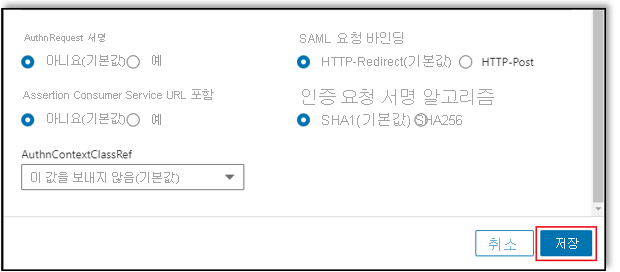 AuthnRequest 서명
SAML 요청 바인딩
아니요(기본값) 예
HTTP-Redirect(기본값) HTTP-Post
Assertion Consumer Service URL 포함
인증 요청 서명 알고리즘
아니요(기본값) 예
SHA1(기본값) SHA256
AuthnContextClassRef
이 값을 보내지 않음(기본값)
취소 저장